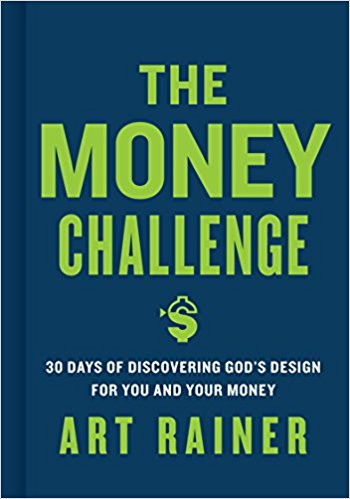 THE
MONEY
CHALLENGE
$
30 DAYS OF DISCOVERING GOD'S DESIGN
FOR YOU AND YOUR MONEY
ART RAINER